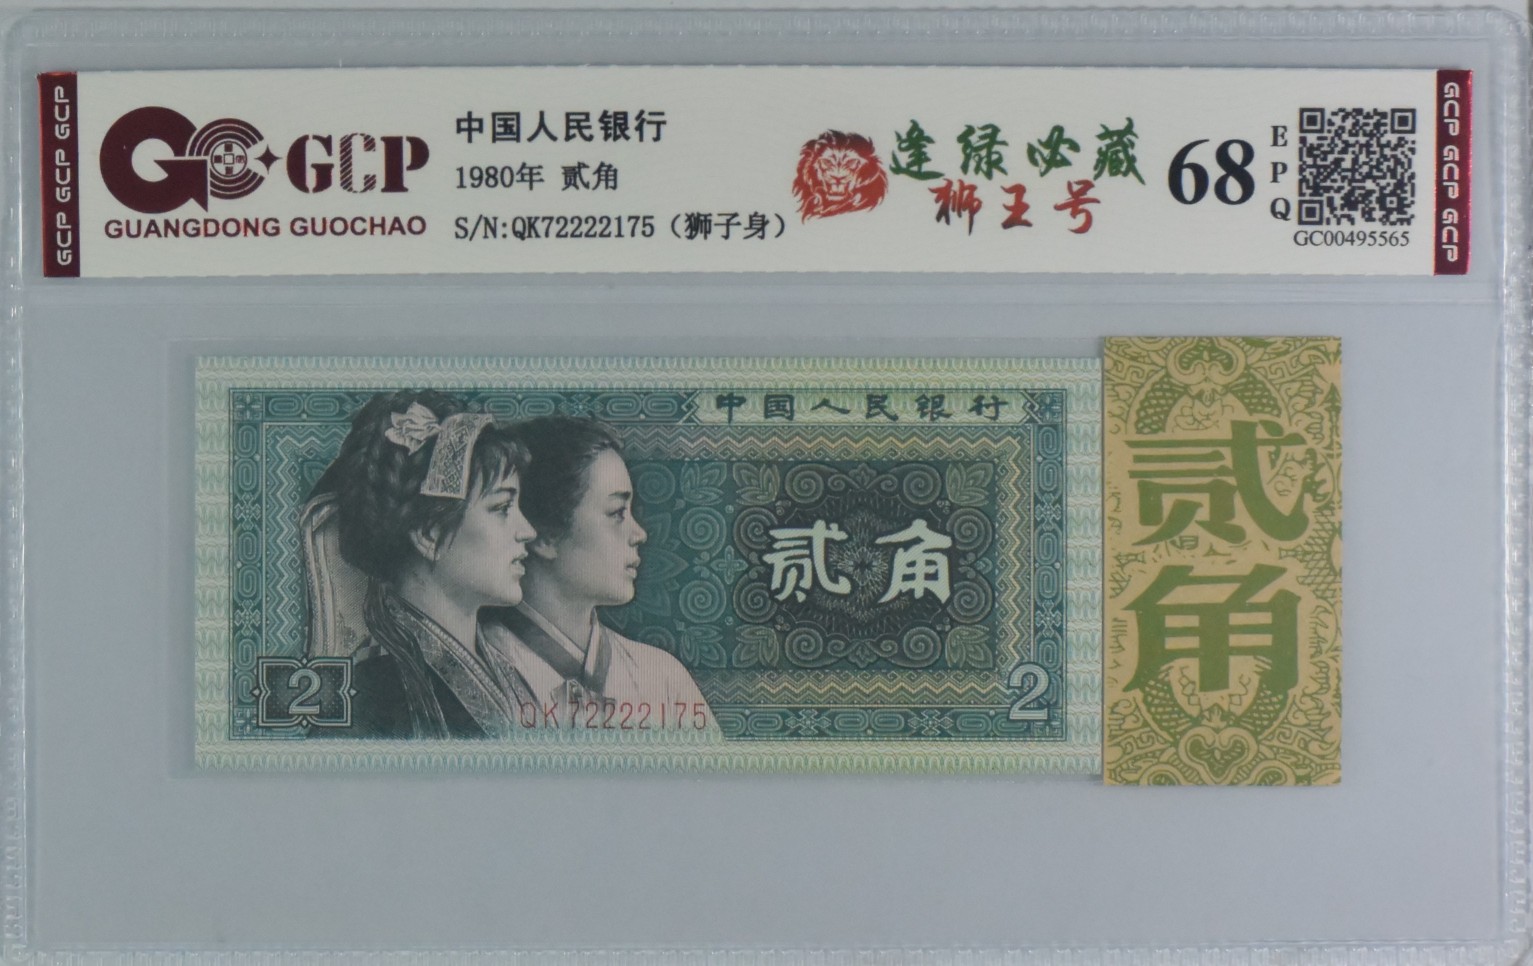 GCP GCP GCP
GCP
GUANGDONG GUOCHAO
中国人民银行
1980年 贰角
S/N:QK72222175（狮子身）
逢绿必藏
狮王号
68
EPQ
GC00495565
GCP GCP GCP
中国人民银行
贰角
2
QK72222175
2
贰角